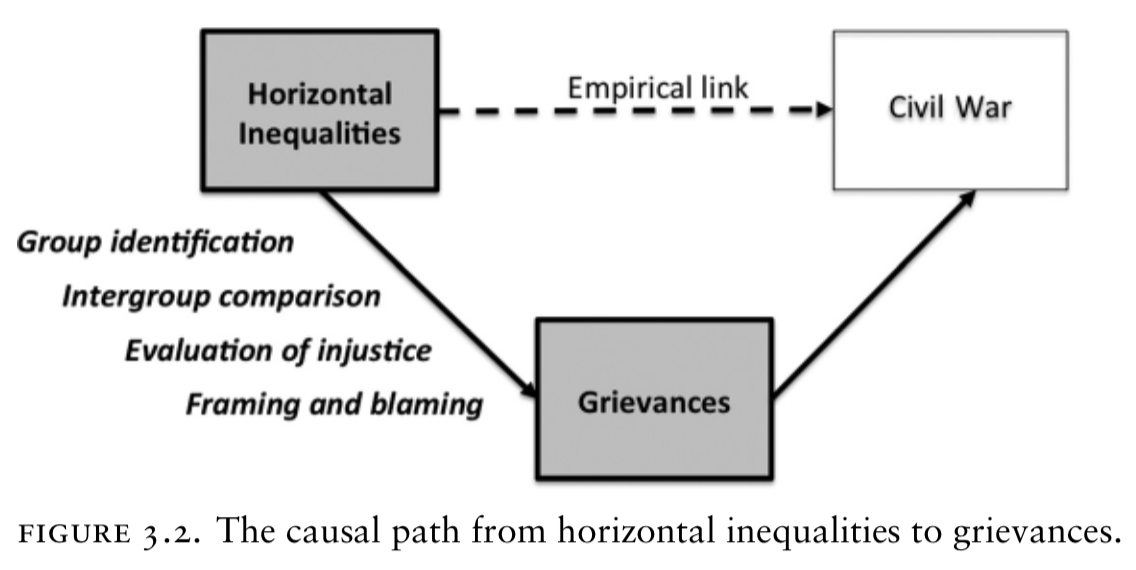 Horizontal
Inequalities
Empirical link
Civil War
Group identification
Intergroup comparison
Evaluation of injustice
Framing and blaming
Grievances
FIGURE 3.2. The causal path from horizontal inequalities to grievances.